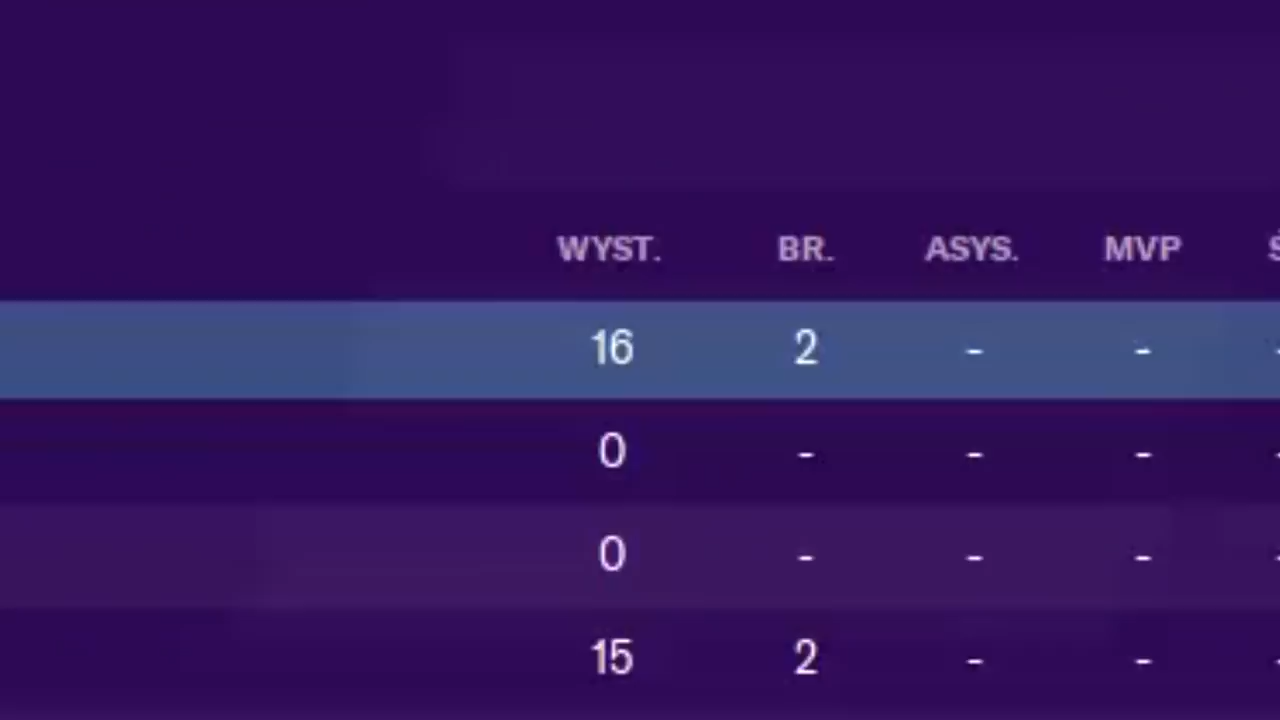 WYST. BR. ASYS. MVP
16 2 - - -
0 - - - -
0 - - - -
15 2 - - -